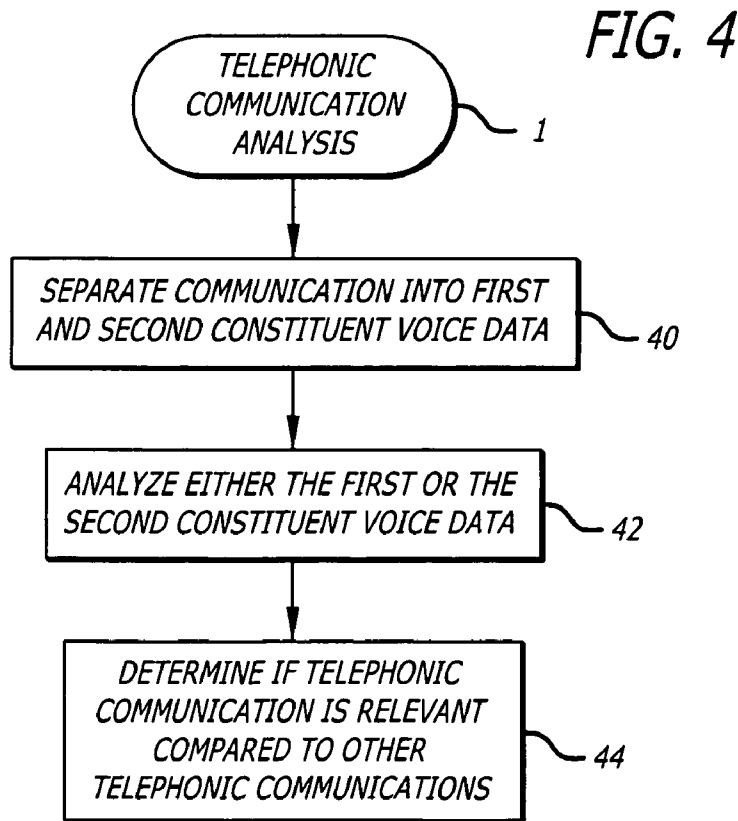 FIG. 4
TELEPHONIC
COMMUNICATION
ANALYSIS
1
SEPARATE COMMUNICATION INTO FIRST
AND SECOND CONSTITUENT VOICE DATA
40
ANALYZE EITHER THE FIRST OR THE
SECOND CONSTITUENT VOICE DATA
42
DETERMINE IF TELEPHONIC
COMMUNICATION IS RELEVANT
COMPARED TO OTHER
TELEPHONIC COMMUNICATIONS
44